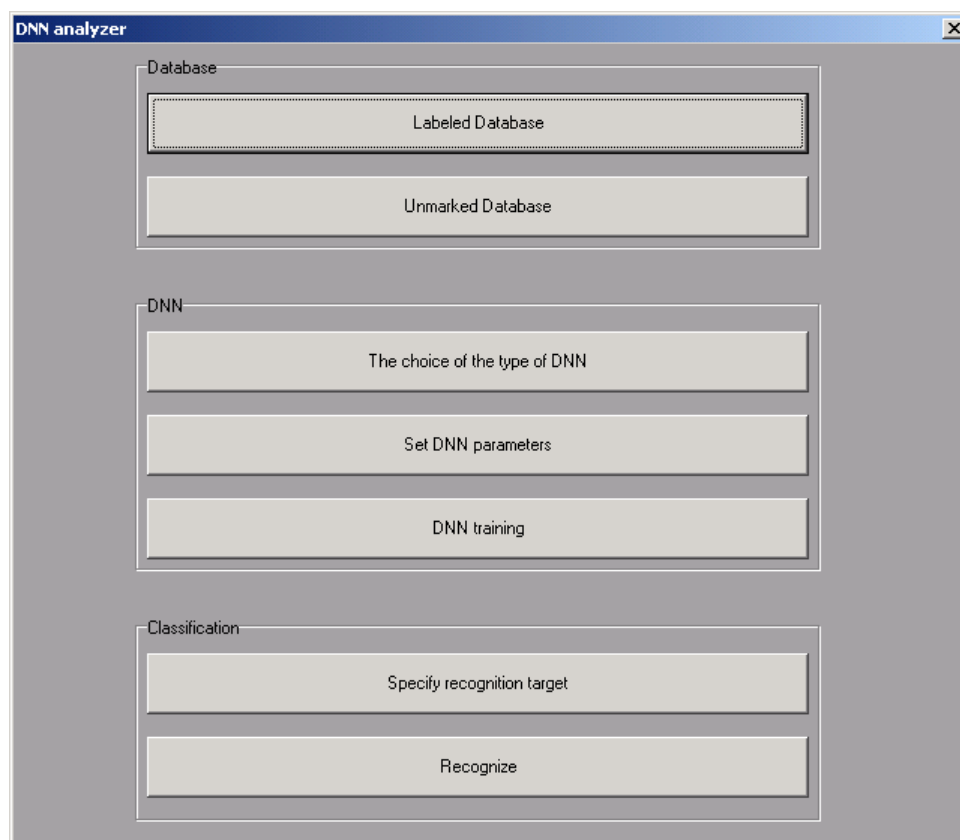 DNN analyzer
Database
Labeled Database
Unmarked Database
DNN
The choice of the type of DNN
Set DNN parameters
DNN training
Classification
Specify recognition target
Recognize